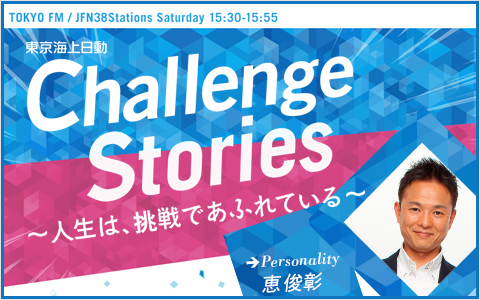 TOKYO FM / JFN38Stations Saturday 15:30-15:55
東京海上日動
Challenge
Stories
～人生は、挑戦であふれている～
➔Personality
恵俊彰